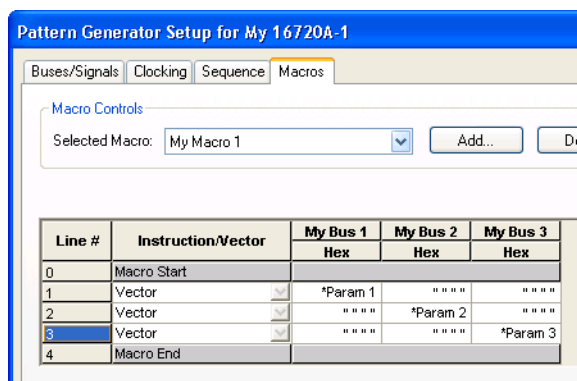 Pattern Generator Setup for My 16720A-1
Buses/Signals Clocking Sequence Macros
Macro Controls
Selected Macro: My Macro 1 Add...
Line # Instruction/Vector My Bus 1 My Bus 2 My Bus 3
Hex Hex Hex
0 Macro Start
1 Vector *Param 1 """" """"
2 Vector """" *Param 2 """"
3 Vector """" """" *Param 3
4 Macro End